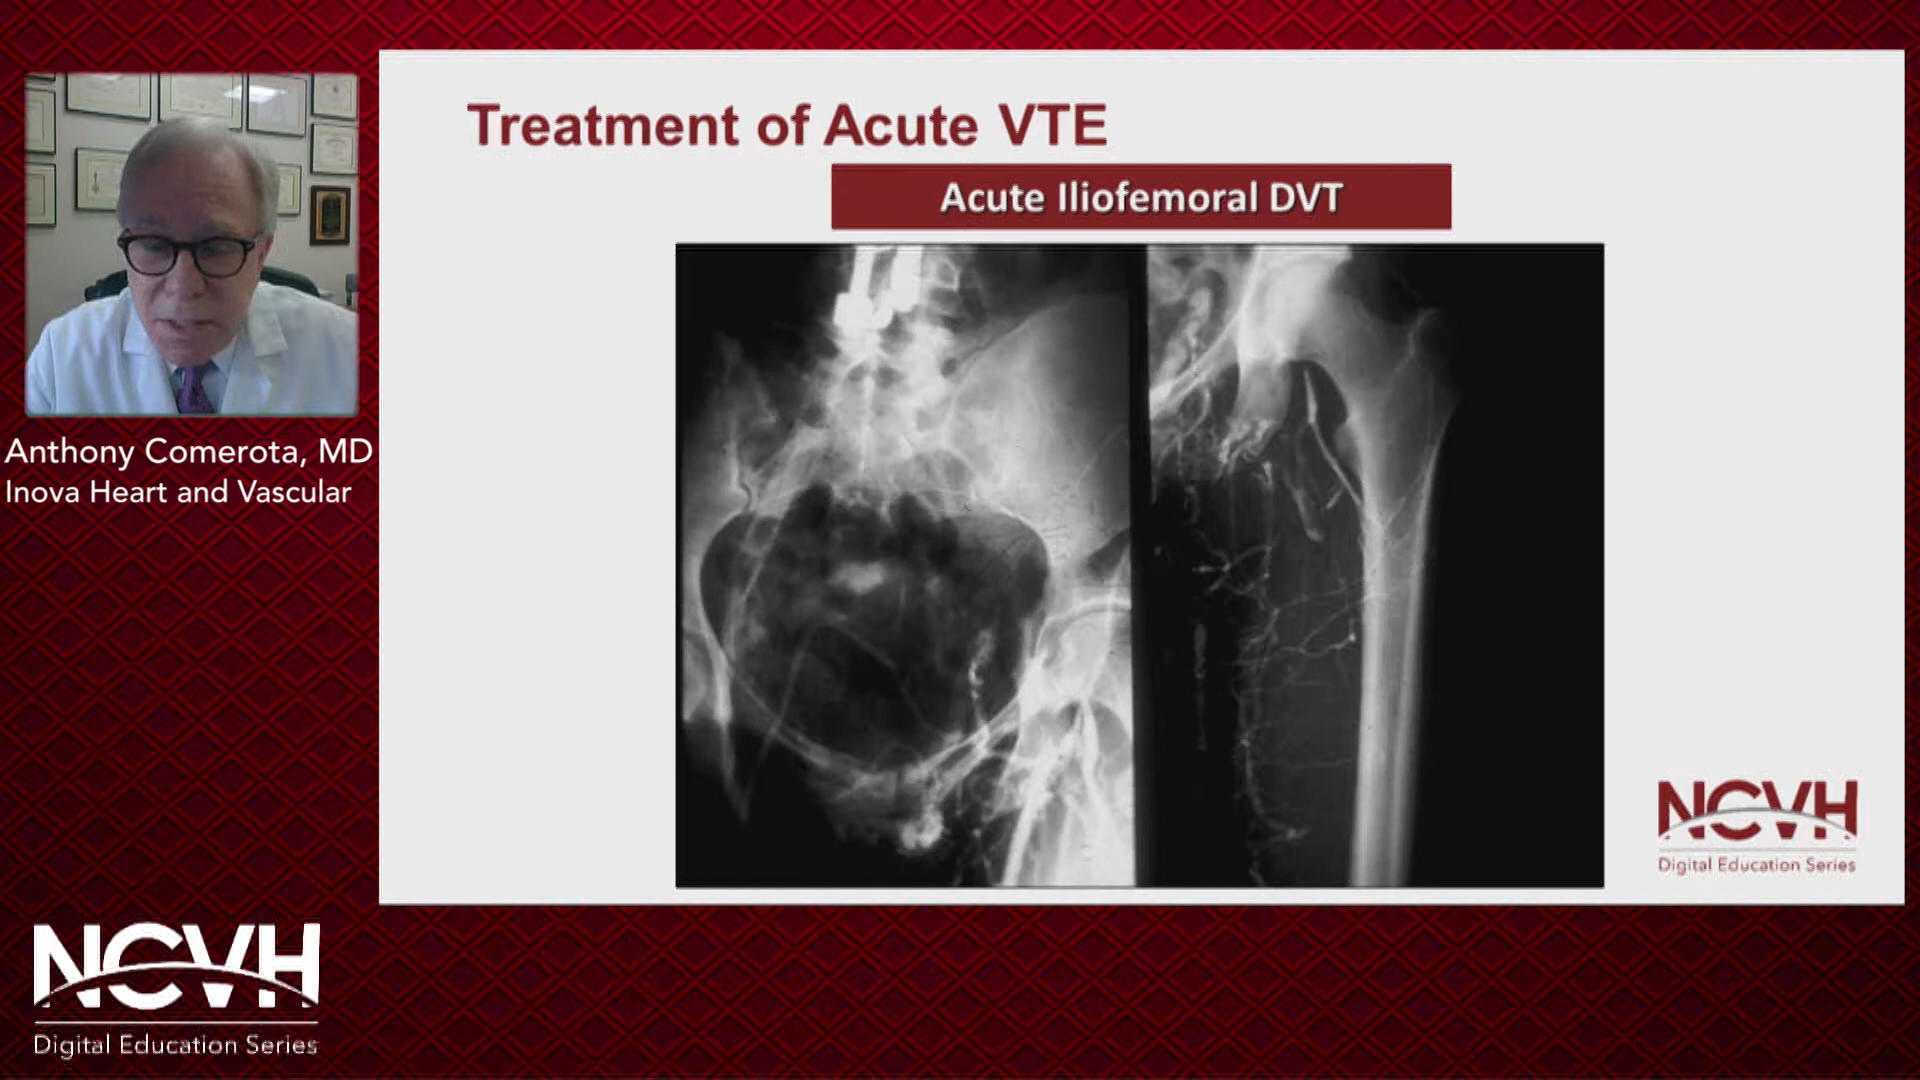 Treatment of Acute VTE
Acute Iliofemoral DVT
Anthony Comerota, MD
Inova Heart and Vascular
NCVH
Digital Education Series
NCVH
Digital Education Series